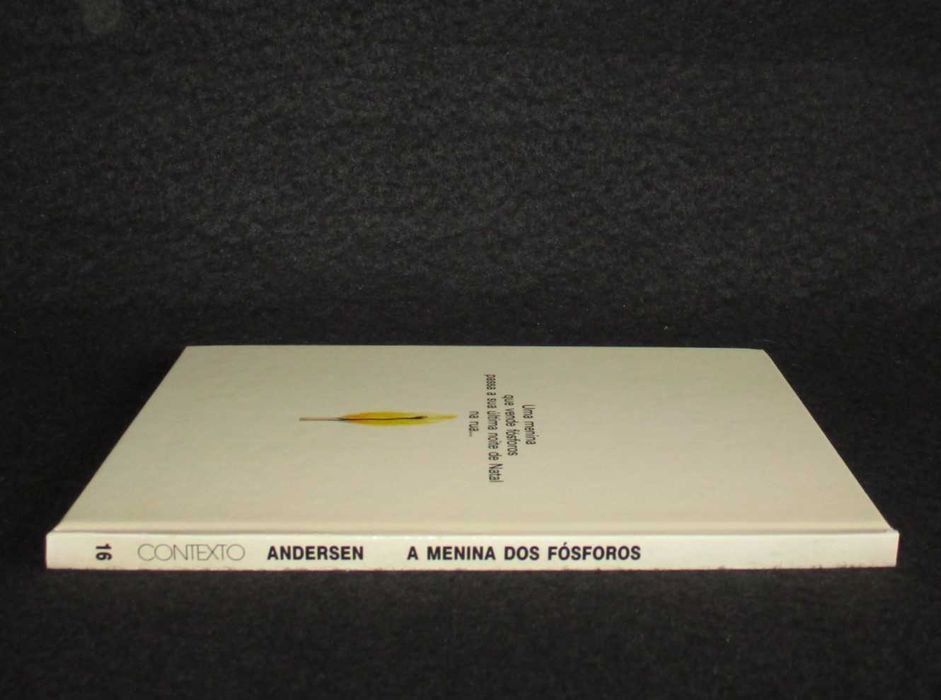 Uma menina
que vende fósforos
passa a sua última noite de Natal
na rua...
16 CONTEXTO ANDERSEN A MENINA DOS FÓSFOROS